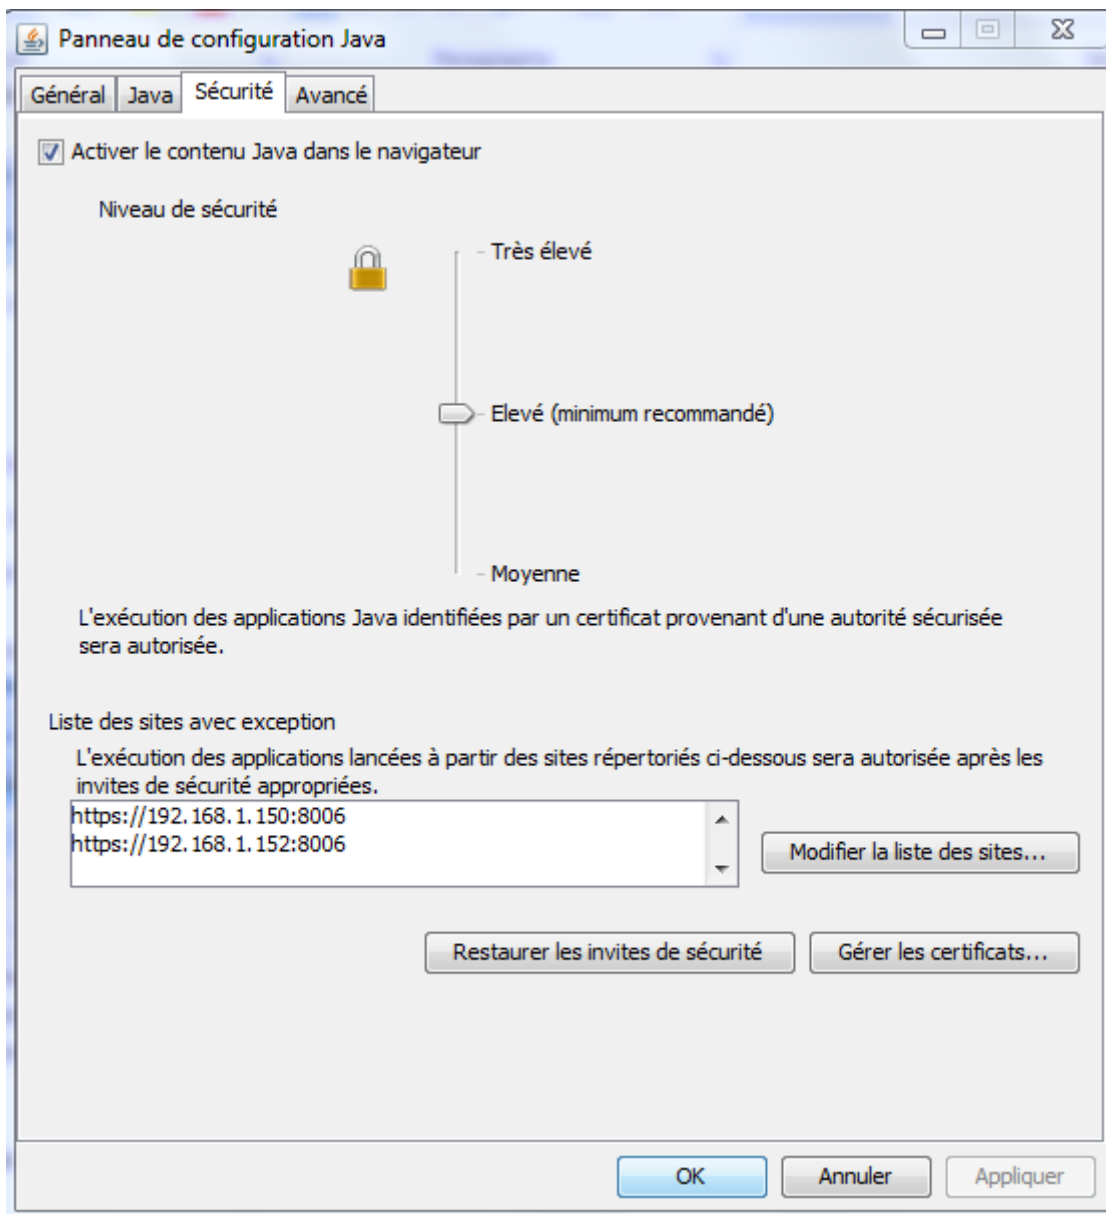 Panneau de configuration Java
Général Java Sécurité Avancé
Activer le contenu Java dans le navigateur
Niveau de sécurité
Très élevé
Elevé (minimum recommandé)
Moyenne
L'exécution des applications Java identifiées par un certificat provenant d'une autorité sécurisée
sera autorisée.
Liste des sites avec exception
L'exécution des applications lancées à partir des sites répertoriés ci-dessous sera autorisée après les
invites de sécurité appropriées.
https://192.168.1.150:8006
https://192.168.1.152:8006
Modifier la liste des sites...
Restaurer les invites de sécurité Gérer les certificats...
OK Annuler Appliquer